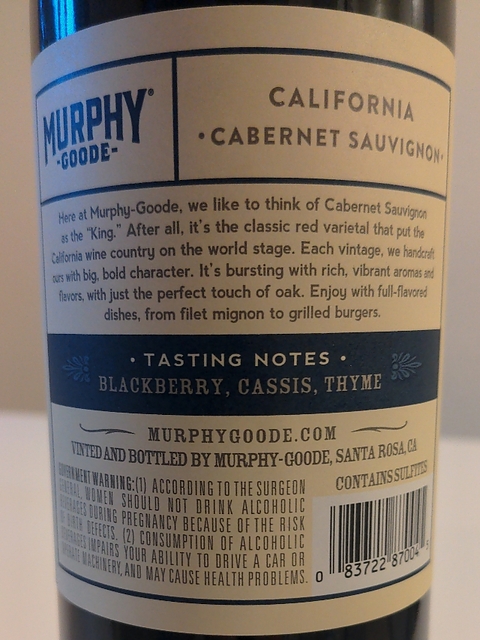 MURPHY®
-GOODE-
CALIFORNIA
•CABERNET SAUVIGNON•
Here at Murphy-Goode, we like to think of Cabernet Sauvignon
as the "King." After all, it's the classic red varietal that put the
California wine country on the world stage. Each vintage, we handcraft
ours with big, bold character. It's bursting with rich, vibrant aromas and
flavors, with just the perfect touch of oak. Enjoy with full-flavored
dishes, from filet mignon to grilled burgers.
• TASTING NOTES •
BLACKBERRY, CASSIS, THYME
MURPHYGOODE.COM
VINTED AND BOTTLED BY MURPHY-GOODE, SANTA ROSA, CA
CONTAINS SULFITES
GOVERNMENT WARNING:(1) ACCORDING TO THE SURGEON
GENERAL, WOMEN SHOULD NOT DRINK ALCOHOLIC
BEVERAGES DURING PREGNANCY BECAUSE OF THE RISK
OF BIRTH DEFECTS. (2) CONSUMPTION OF ALCOHOLIC
BEVERAGES IMPAIRS YOUR ABILITY TO DRIVE A CAR OR
OPERATE MACHINERY, AND MAY CAUSE HEALTH PROBLEMS.
0 83722 87004